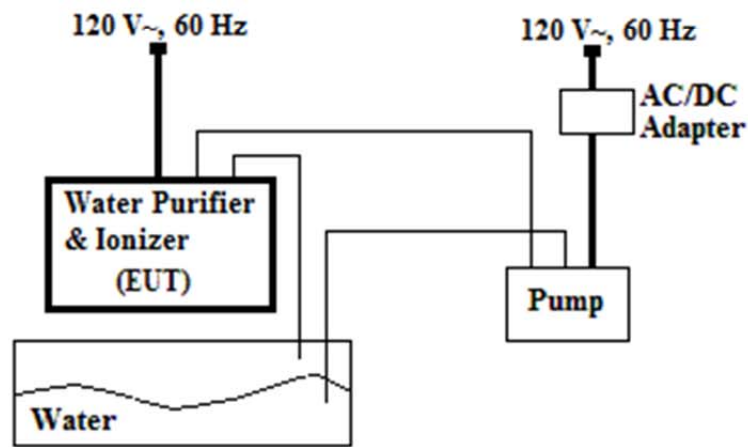 120 V~, 60 Hz
120 V~, 60 Hz
AC/DC
Adapter
Water Purifier
& Ionizer
(EUT)
Pump
Water